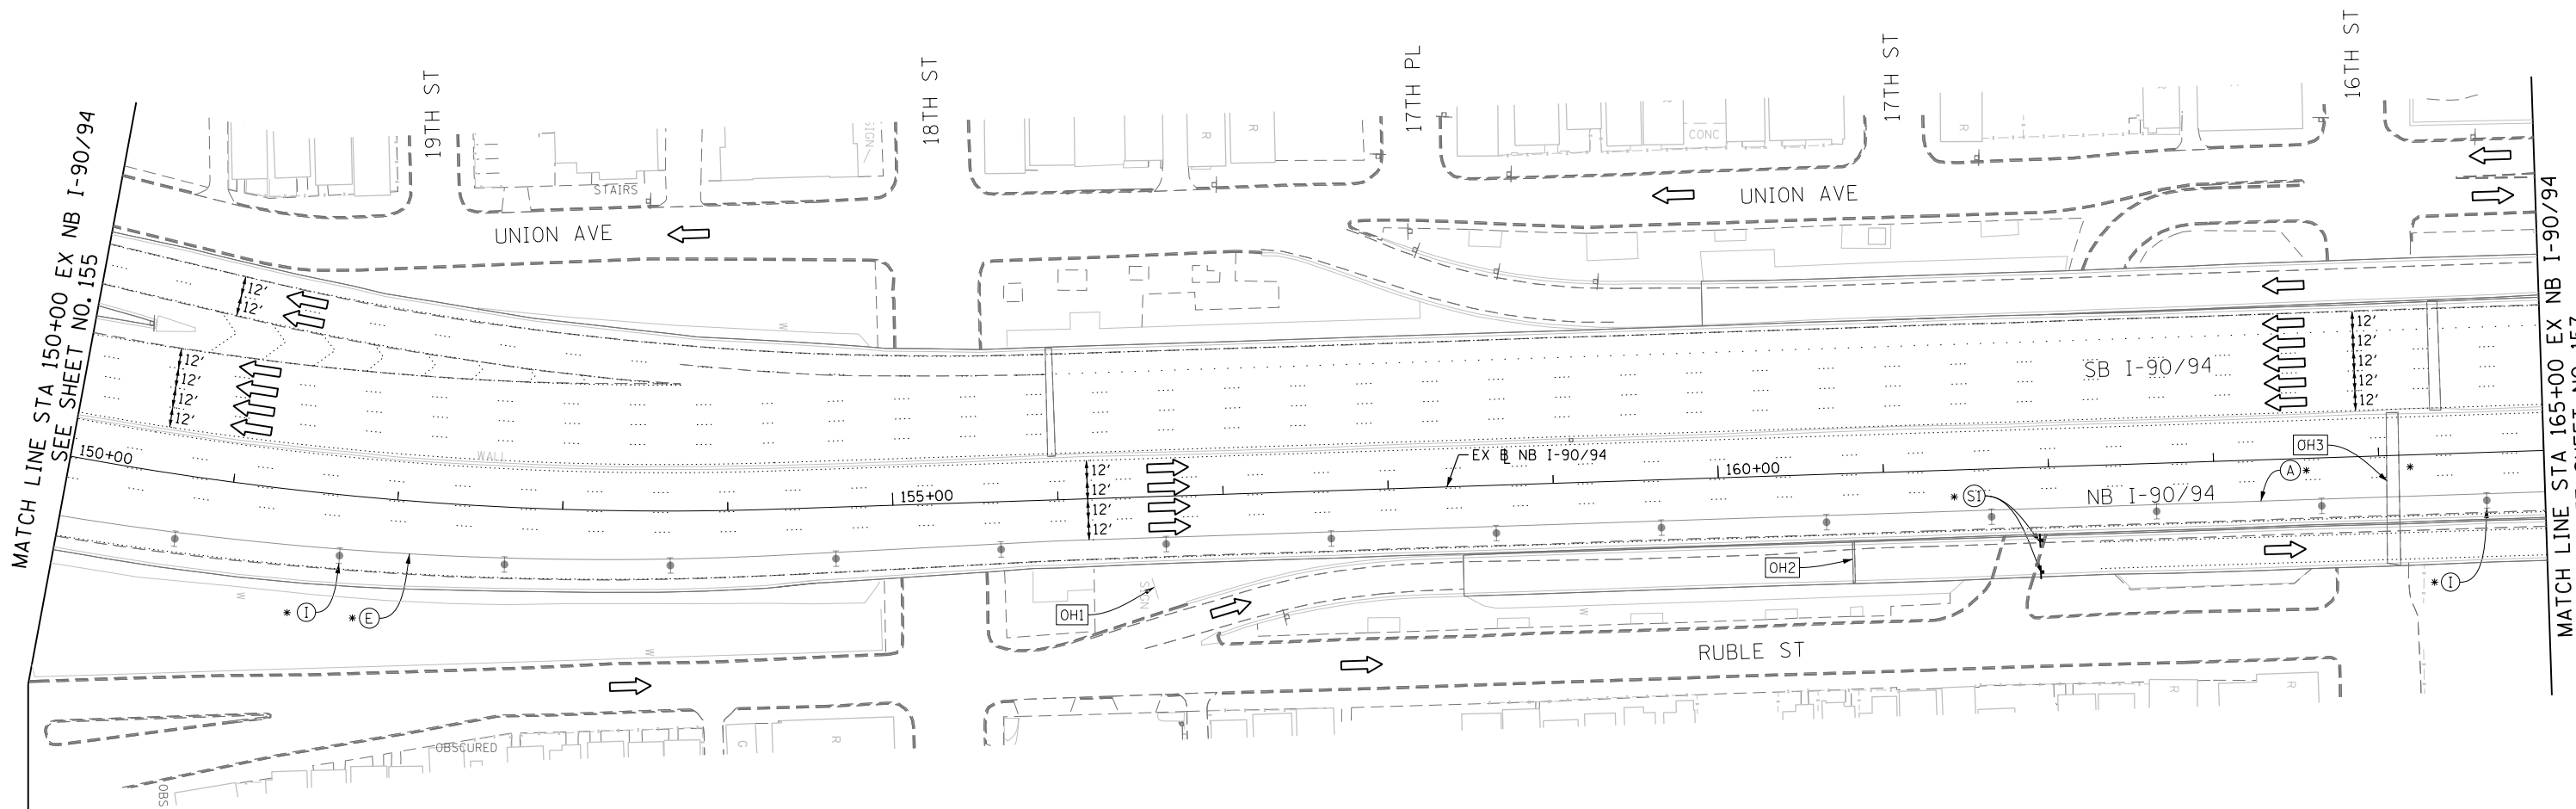 19TH ST
18TH ST
17TH PL
17TH ST
16TH ST
MATCH LINE STA 150+00 EX NB I-90/94
SEE SHEET NO. 155
STAIRS
SIGN
R
R
CONC
R
R
UNION AVE
UNION AVE
12'
12'
12'
12'
12'
12'
W
SB I-90/94
12'
12'
12'
12'
12'
150+00
WALL
155+00
12'
12'
12'
12'
EX B NB I-90/94
160+00
NB I-90/94
* SI
A *
OH3
*
MATCH LINE STA 165+00 EX NB I-90/94
* I
* E
W
W
OH1
SIGN
OH2
W
* I
RUBLE ST
OBSCURED
OBS
G
R
R
R